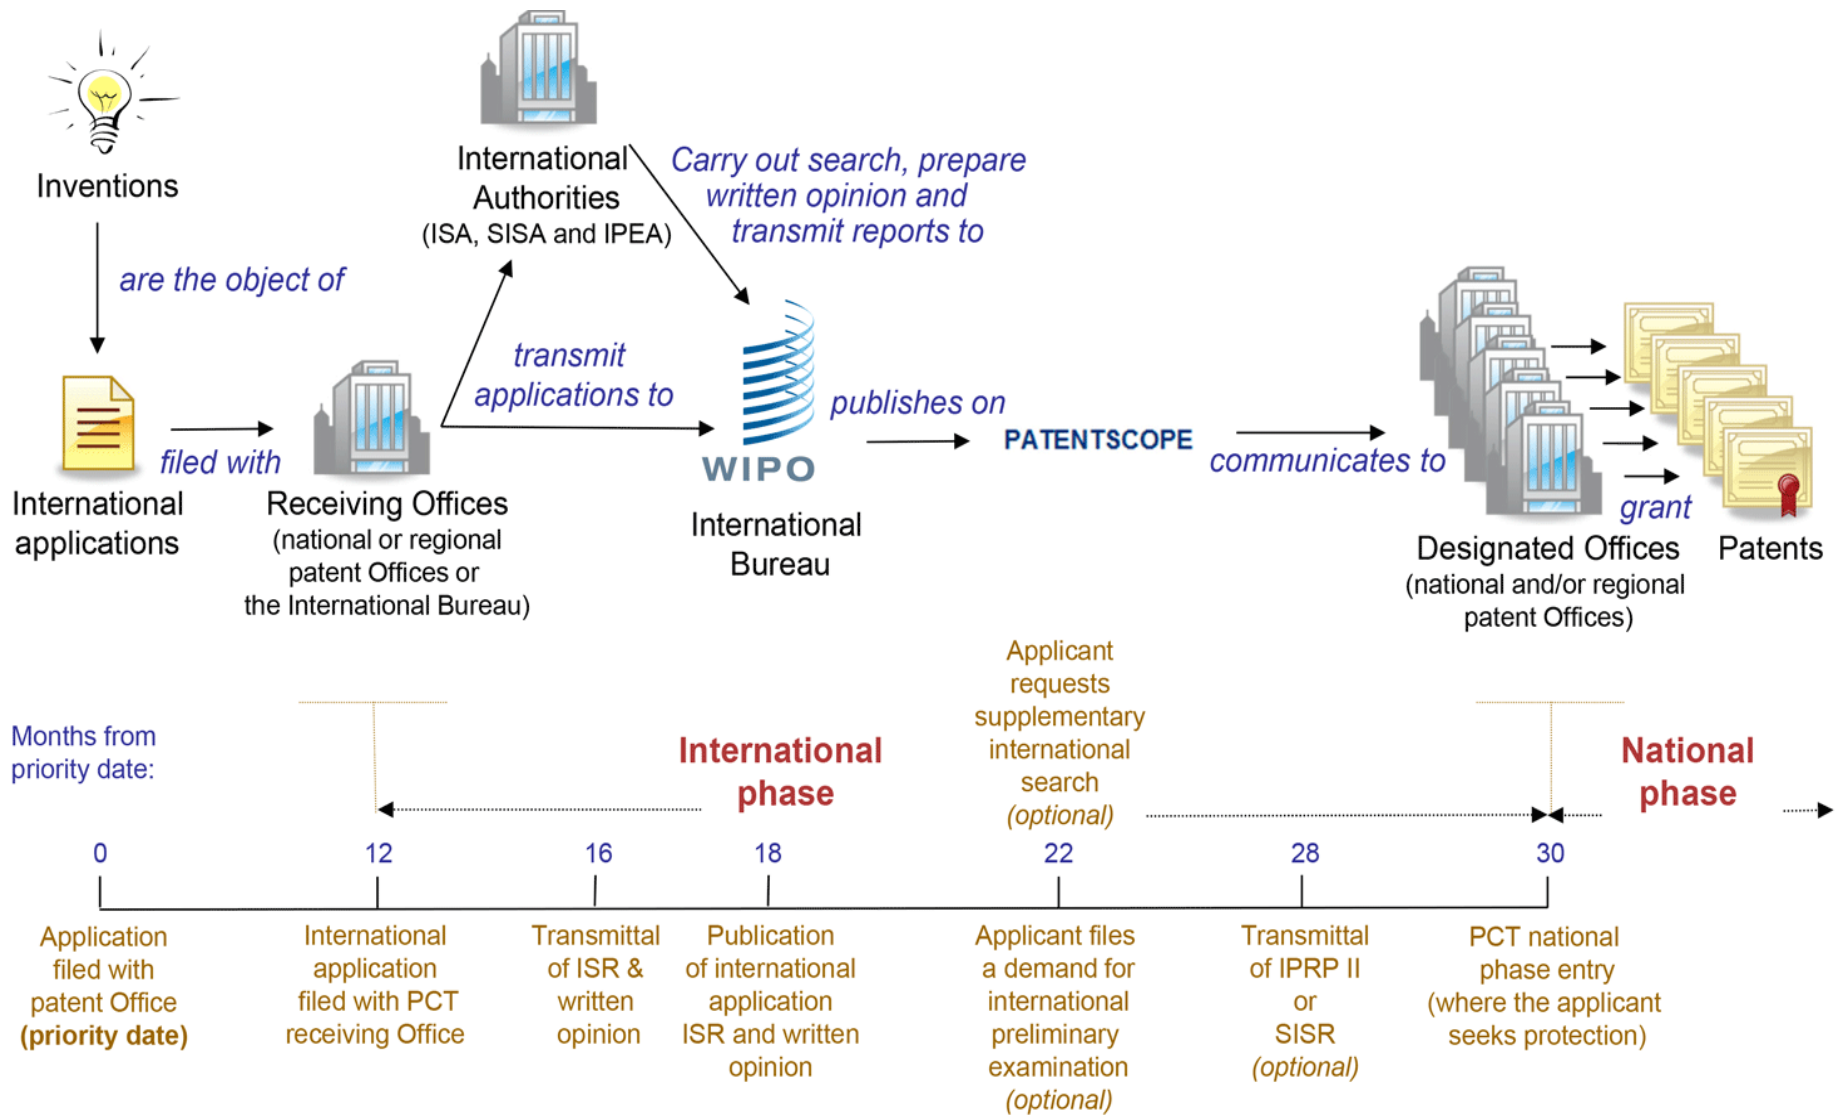 Inventions
are the object of
International
applications
filed with
Receiving Offices
(national or regional
patent Offices or
the International Bureau)
International
Authorities
(ISA, SISA and IPEA)
transmit
applications to
Carry out search, prepare
written opinion and
transmit reports to
WIPO
International
Bureau
publishes on
PATENTSCOPE
communicates to
Designated Offices
(national and/or regional
patent Offices)
grant
Patents
Months from
priority date:
International
phase
Applicant
requests
supplementary
international
search
(optional)
National
phase
0
12
16
18
22
28
30
Application
filed with
patent Office
(priority date)
International
application
filed with PCT
receiving Office
Transmittal
of ISR &
written
opinion
Publication
of international
application
ISR and written
opinion
Applicant files
a demand for
international
preliminary
examination
(optional)
Transmittal
of IPRP II
or
SISR
(optional)
PCT national
phase entry
(where the applicant
seeks protection)